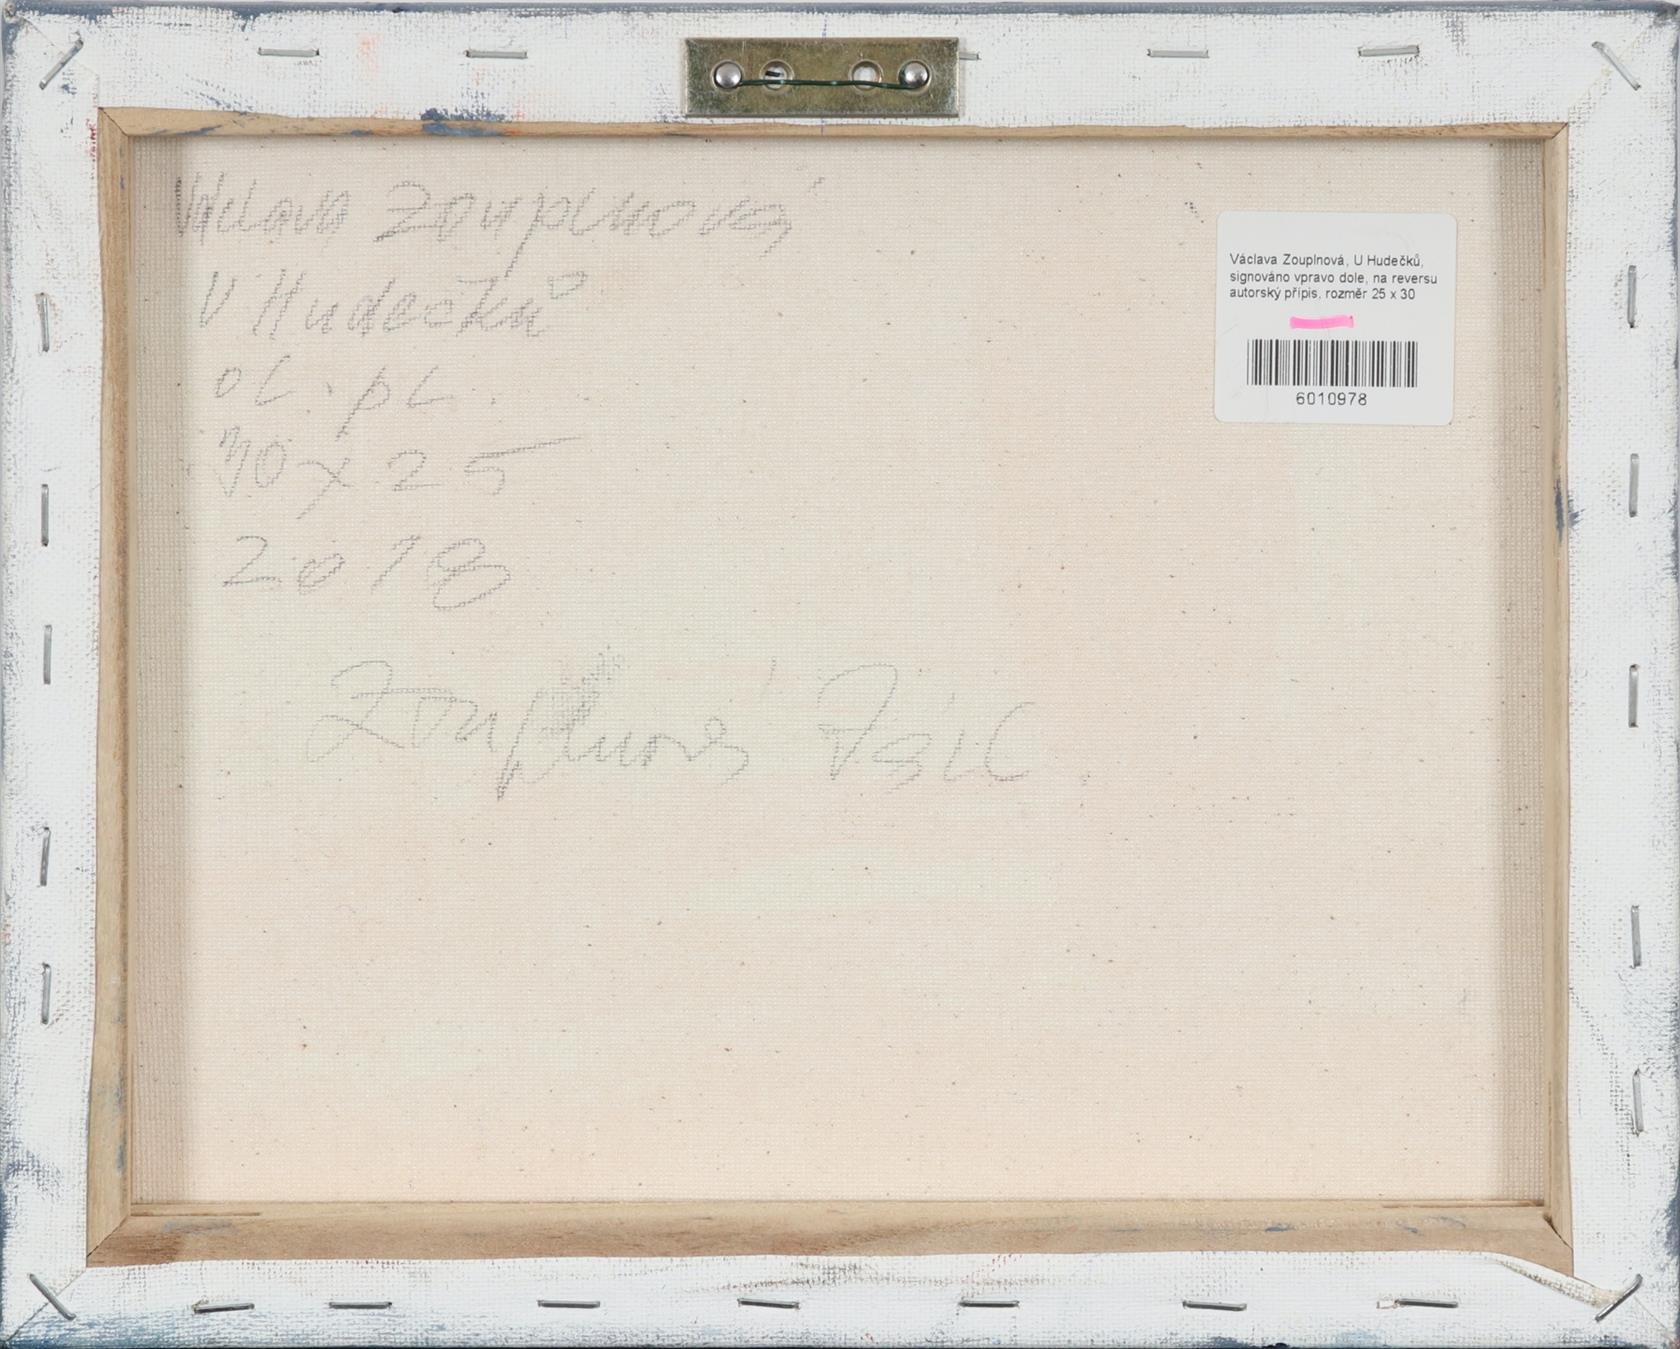 Zouplnová
U Hudečků
ol. pl.
30 x 25
2018
Zouplnová
Václava Zouplnová, U Hudečků,
signováno vpravo dole, na reversu
autorský přípis, rozměr 25 x 30
6010978